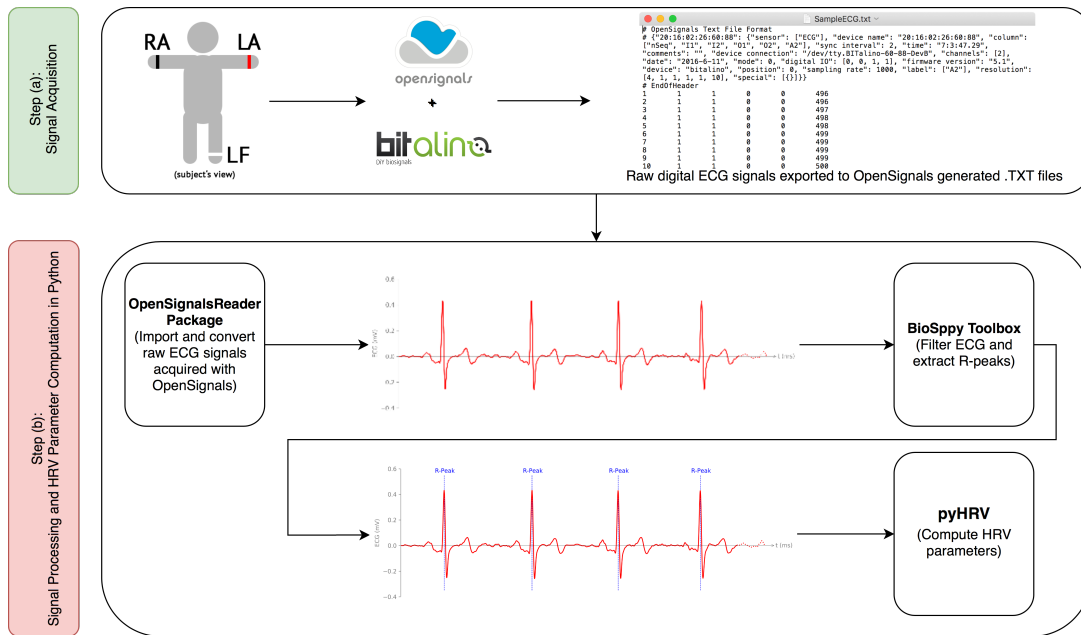 Step (a):
Signal Acquisition
RA
LA
LF
(subject's view)
opensignals
+
bitalino
DIY biosignals
SampleECG.txt
# OpenSignals Text File Format
# {"20:16:02:26:60:88": {"sensor": ["ECG"], "device name": "20:16:02:26:60:88", "column":
["nSeq", "I1", "I2", "O1", "O2", "A2"], "sync interval": 2, "time": "7:3:47.29",
"comments": "", "device connection": "/dev/tty.BITalino-60-88-DevB", "channels": [2],
"date": "2016-6-11", "mode": 0, "digital IO": [0, 0, 1, 1], "firmware version": "5.1",
"device": "bitalino", "position": 0, "sampling rate": 1000, "label": ["A2"], "resolution":
[4, 1, 1, 1, 1, 10], "special": [{}]}}
# EndOfHeader
1 1 1 0 0 496
2 1 1 0 0 496
3 1 1 0 0 497
4 1 1 0 0 498
5 1 1 0 0 498
6 1 1 0 0 499
7 1 1 0 0 499
8 1 1 0 0 499
9 1 1 0 0 499
10 1 1 0 0 500
Raw digital ECG signals exported to OpenSignals generated .TXT files
Step (b):
Signal Processing and HRV Parameter Computation in Python
OpenSignalsReader
Package
(Import and convert
raw ECG signals
acquired with
OpenSignals)
0.6
0.4
0.2
0.0
0.2
−0.4
ECG (mV)
t (ms)
BioSppy Toolbox
(Filter ECG and
extract R-peaks)
R-Peak
R-Peak
R-Peak
R-Peak
0.6
0.4
0.2
0.0
−0.2
−0.4
ECG (mV)
t (ms)
pyHRV
(Compute HRV
parameters)